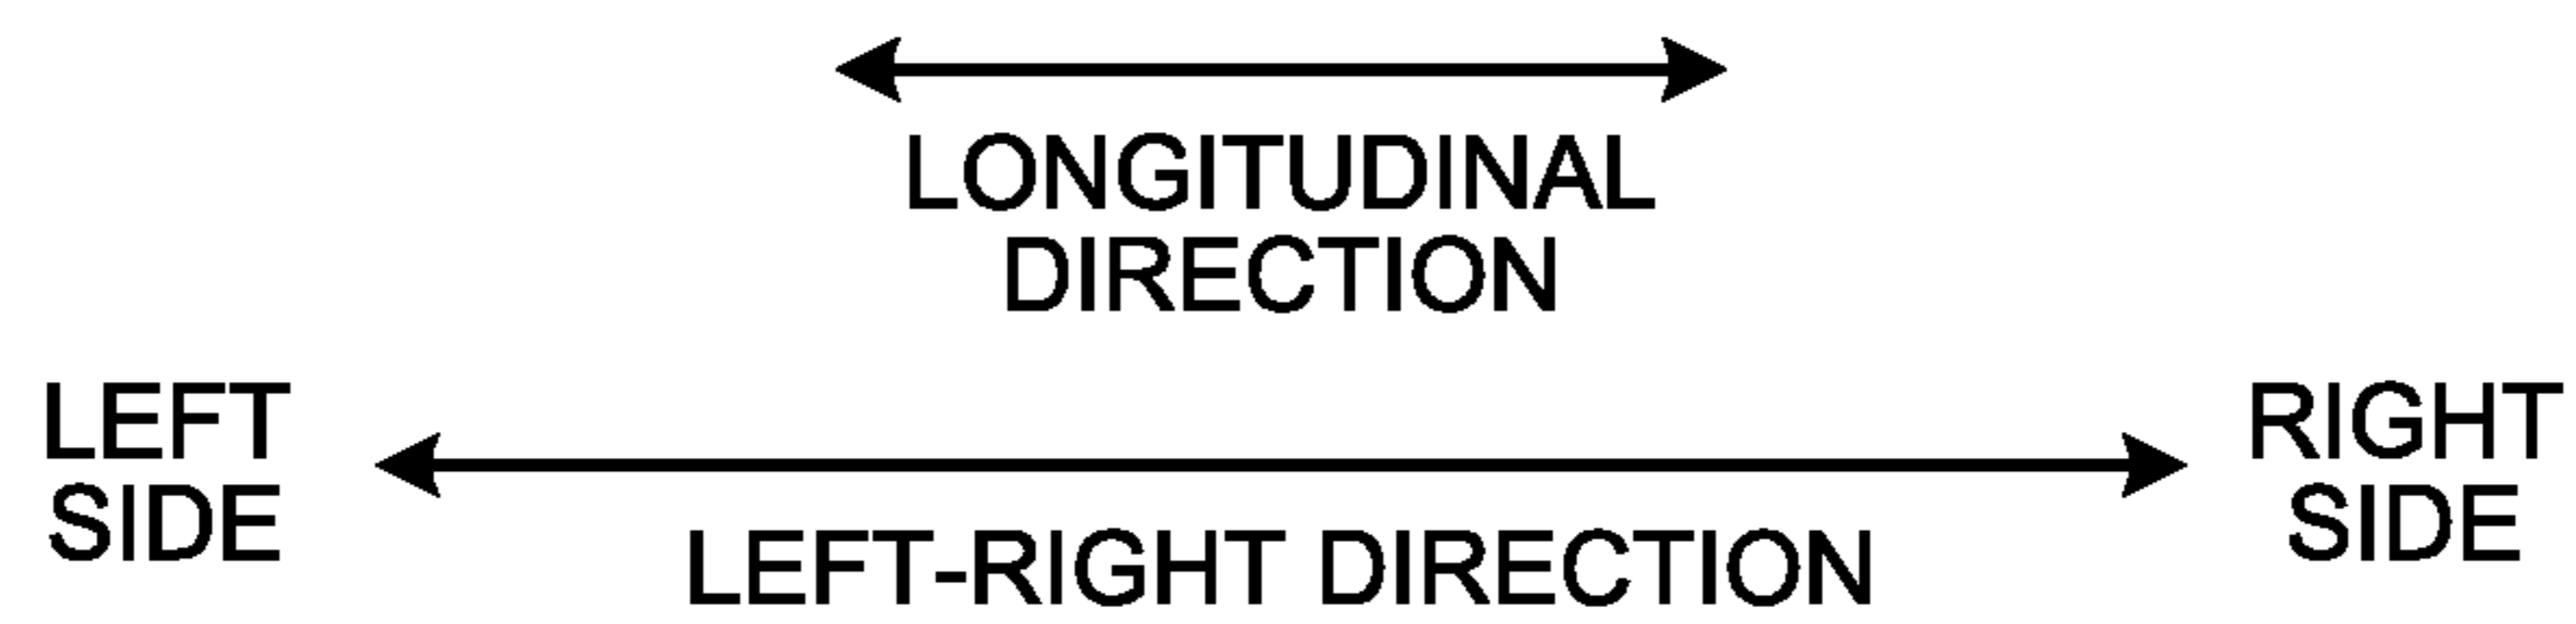 LONGITUDINAL
DIRECTION
LEFT
SIDE
LEFT-RIGHT DIRECTION
RIGHT
SIDE